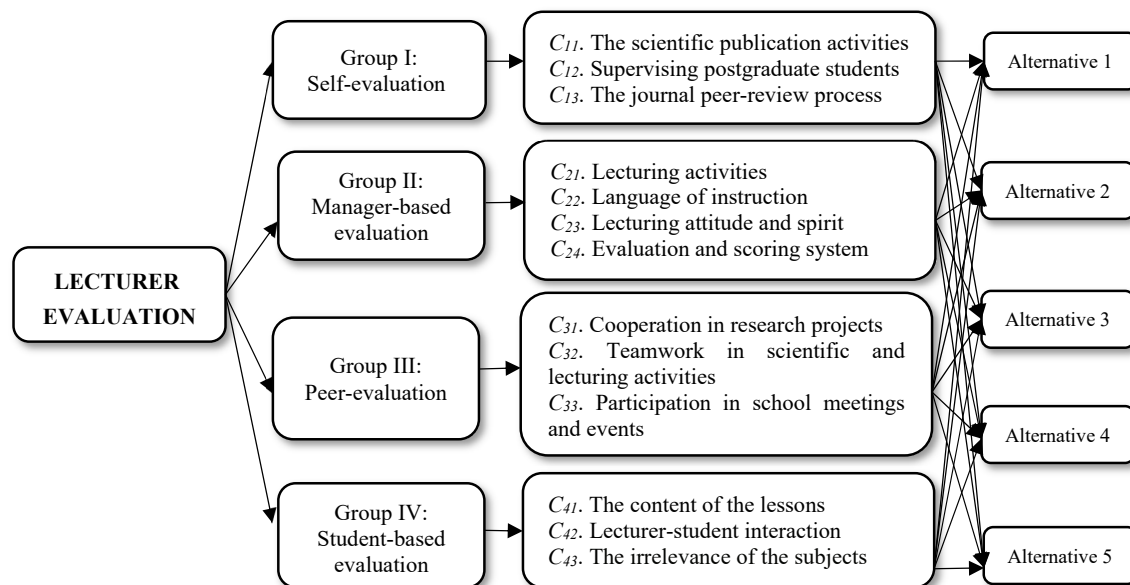 LECTURER
EVALUATION
Group I:
Self-evaluation
C11. The scientific publication activities
C12. Supervising postgraduate students
C13. The journal peer-review process
Group II:
Manager-based
evaluation
C21. Lecturing activities
C22. Language of instruction
C23. Lecturing attitude and spirit
C24. Evaluation and scoring system
Group III:
Peer-evaluation
C31. Cooperation in research projects
C32. Teamwork in scientific and
lecturing activities
C33. Participation in school meetings
and events
Group IV:
Student-based
evaluation
C41. The content of the lessons
C42. Lecturer-student interaction
C43. The irrelevance of the subjects
Alternative 1
Alternative 2
Alternative 3
Alternative 4
Alternative 5